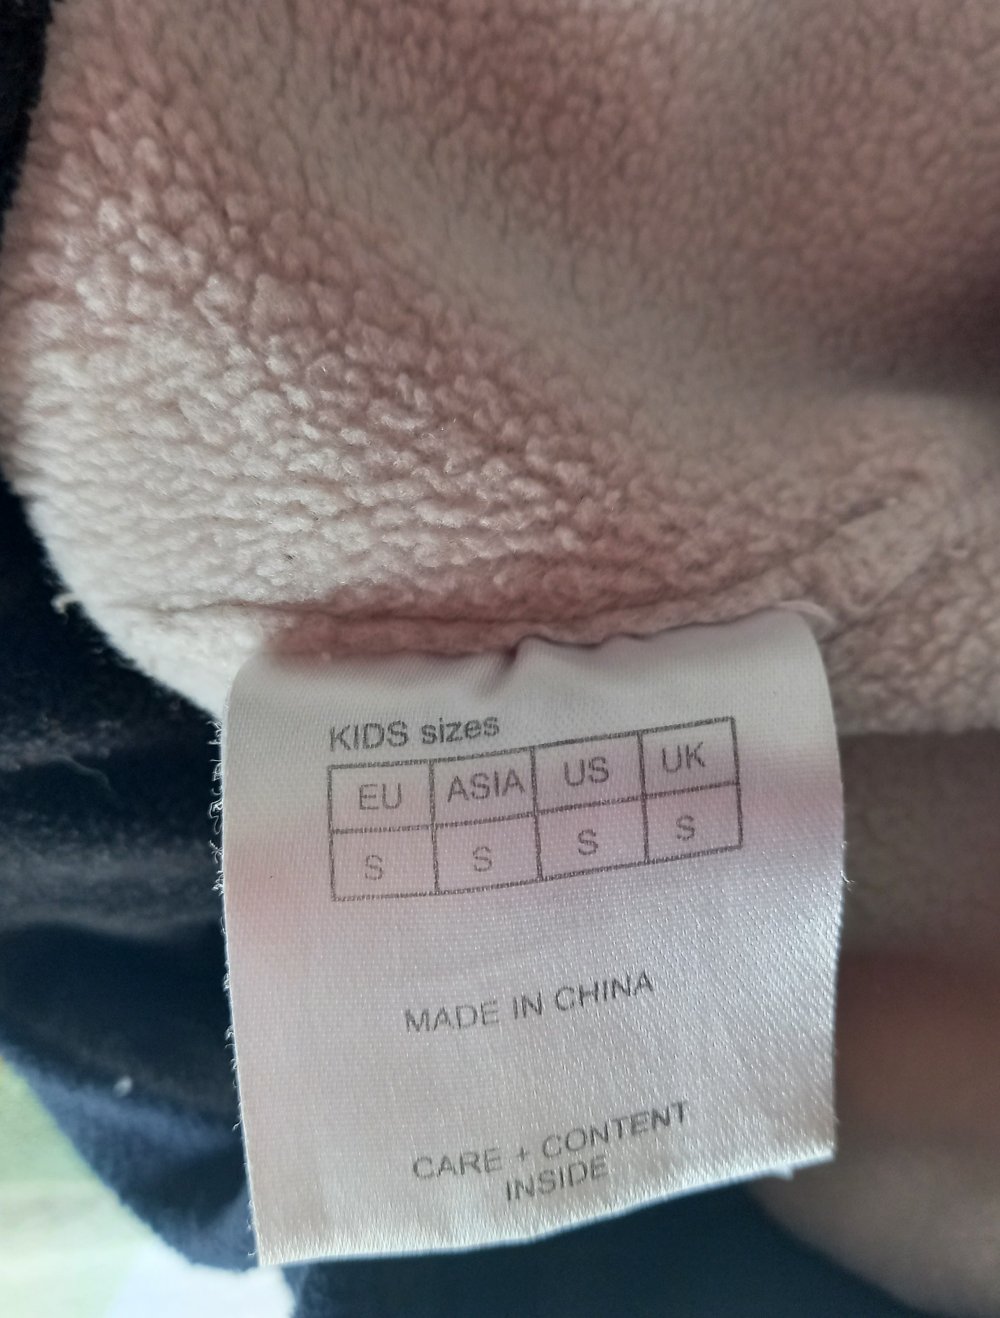 KIDS sizes
EU ASIA US UK
S S S S
MADE IN CHINA
CARE + CONTENT
INSIDE